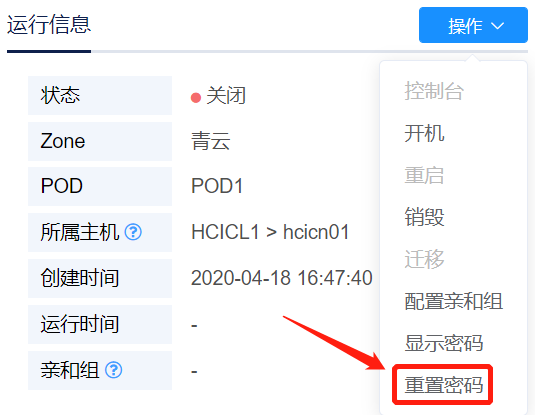 运行信息
操作
状态 关闭
Zone 青云
POD POD1
所属主机 ? HCICL1 > hcicn01
创建时间 2020-04-18 16:47:40
运行时间 -
亲和组 ? -
控制台
开机
重启
销毁
迁移
配置亲和组
显示密码
重置密码